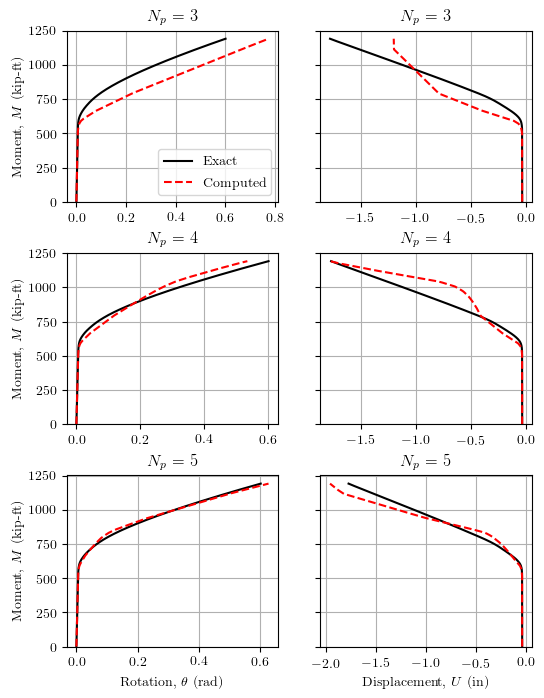 N_p = 3
N_p = 3
Moment, M (kip-ft)
1250
1000
750
500
250
0
Exact
Computed
0.0 0.2 0.4 0.6 0.8
−1.5 −1.0 −0.5 0.0
N_p = 4
N_p = 4
Moment, M (kip-ft)
1250
1000
750
500
250
0
0.0 0.2 0.4 0.6
−1.5 −1.0 −0.5 0.0
N_p = 5
N_p = 5
Moment, M (kip-ft)
1250
1000
750
500
250
0
0.0 0.2 0.4 0.6
−2.0 −1.5 −1.0 −0.5 0.0
Rotation, θ (rad)
Displacement, U (in)